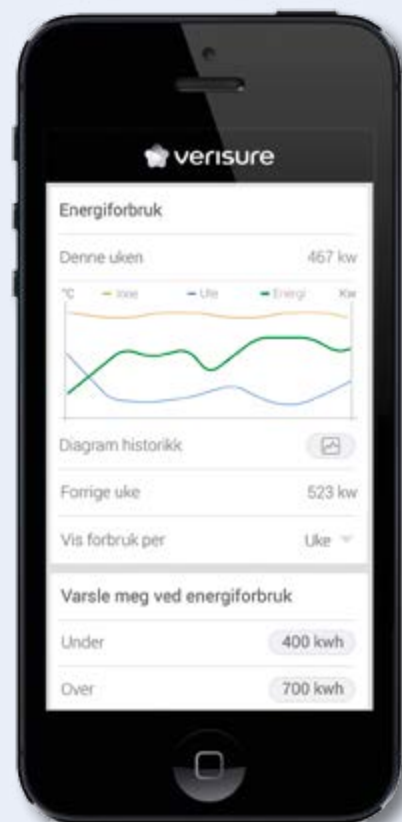 verisure
Energiforbruk
Denne uken 467 kw
°C Inne Ute Energi Kw
Diagram historikk
Forrige uke 523 kw
Vis forbruk per Uke
Varsle meg ved energiforbruk
Under 400 kwh
Over 700 kwh